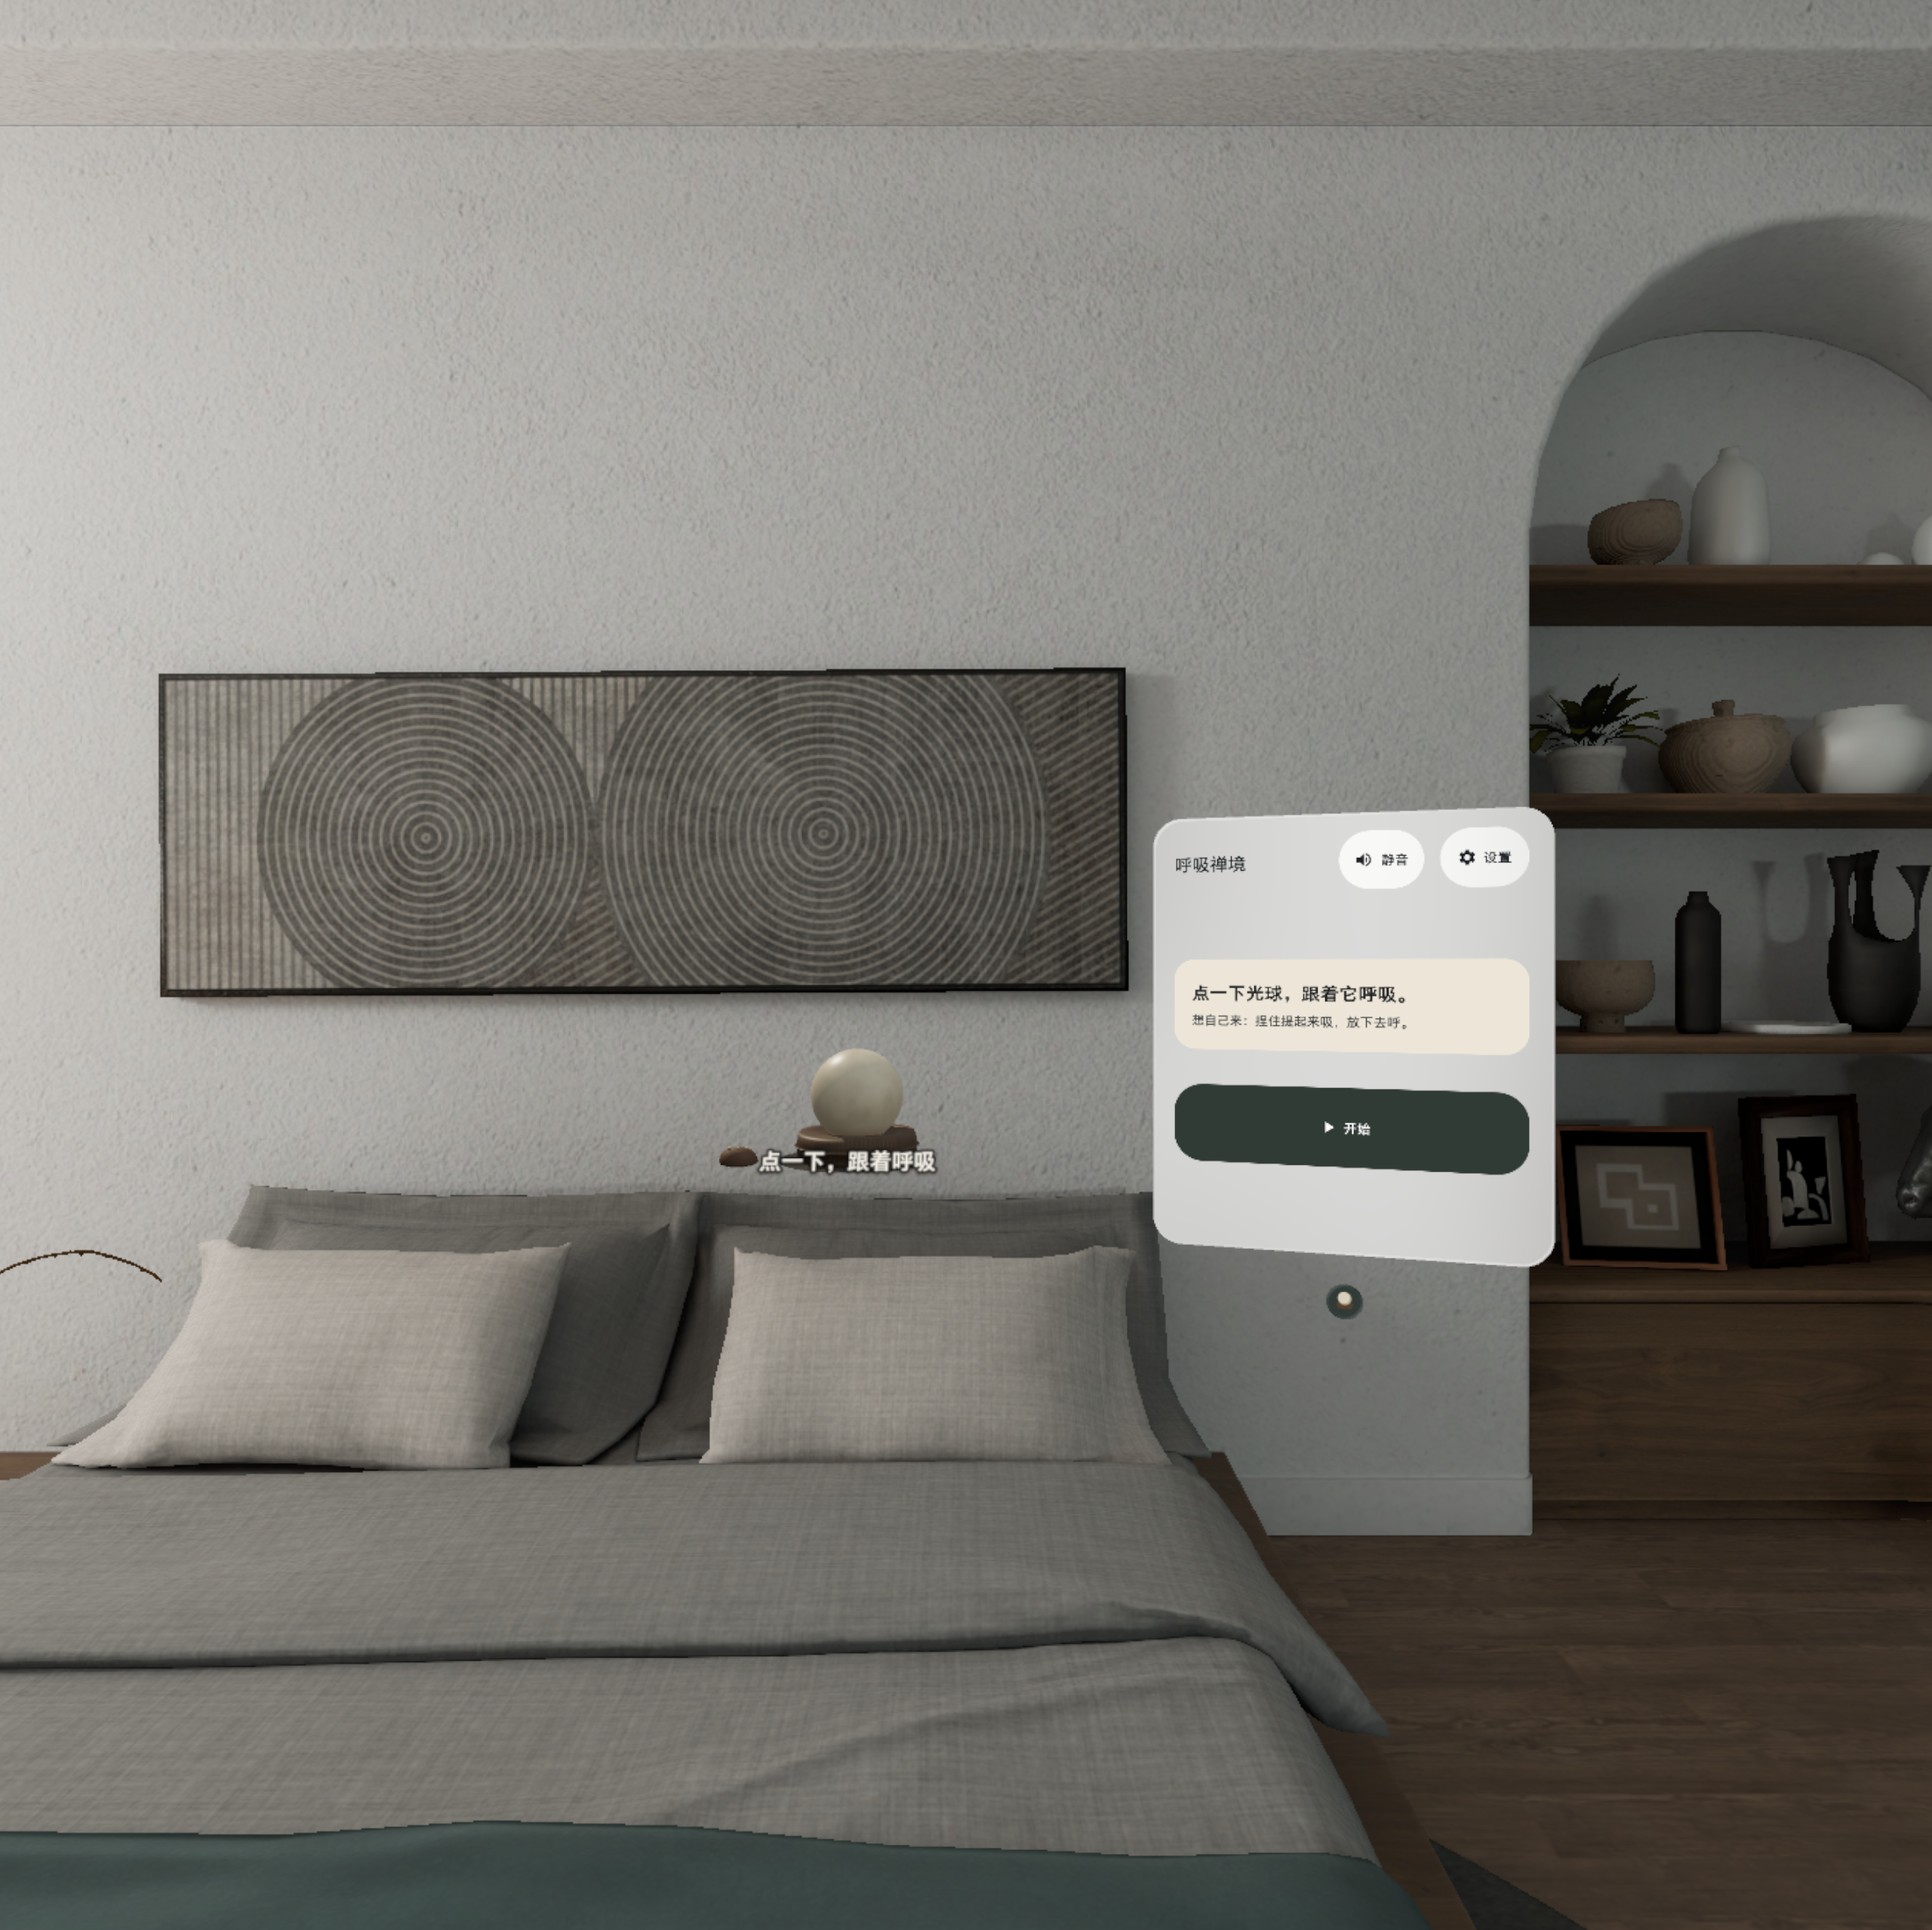 呼吸禅境
静音
设置
点一下光球，跟着它呼吸。
想自己来：捏住提起来吸，放下去呼。
开始
点一下，跟着呼吸